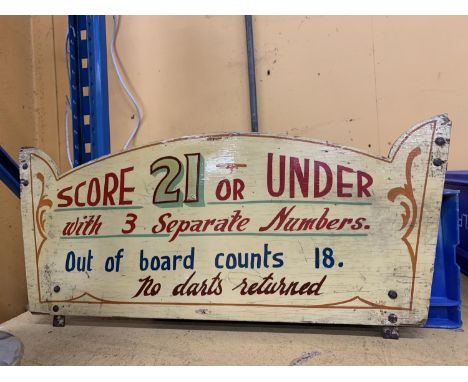 SCORE 21 OR UNDER
with 3 Separate Numbers.
Out of board counts 18.
No darts returned